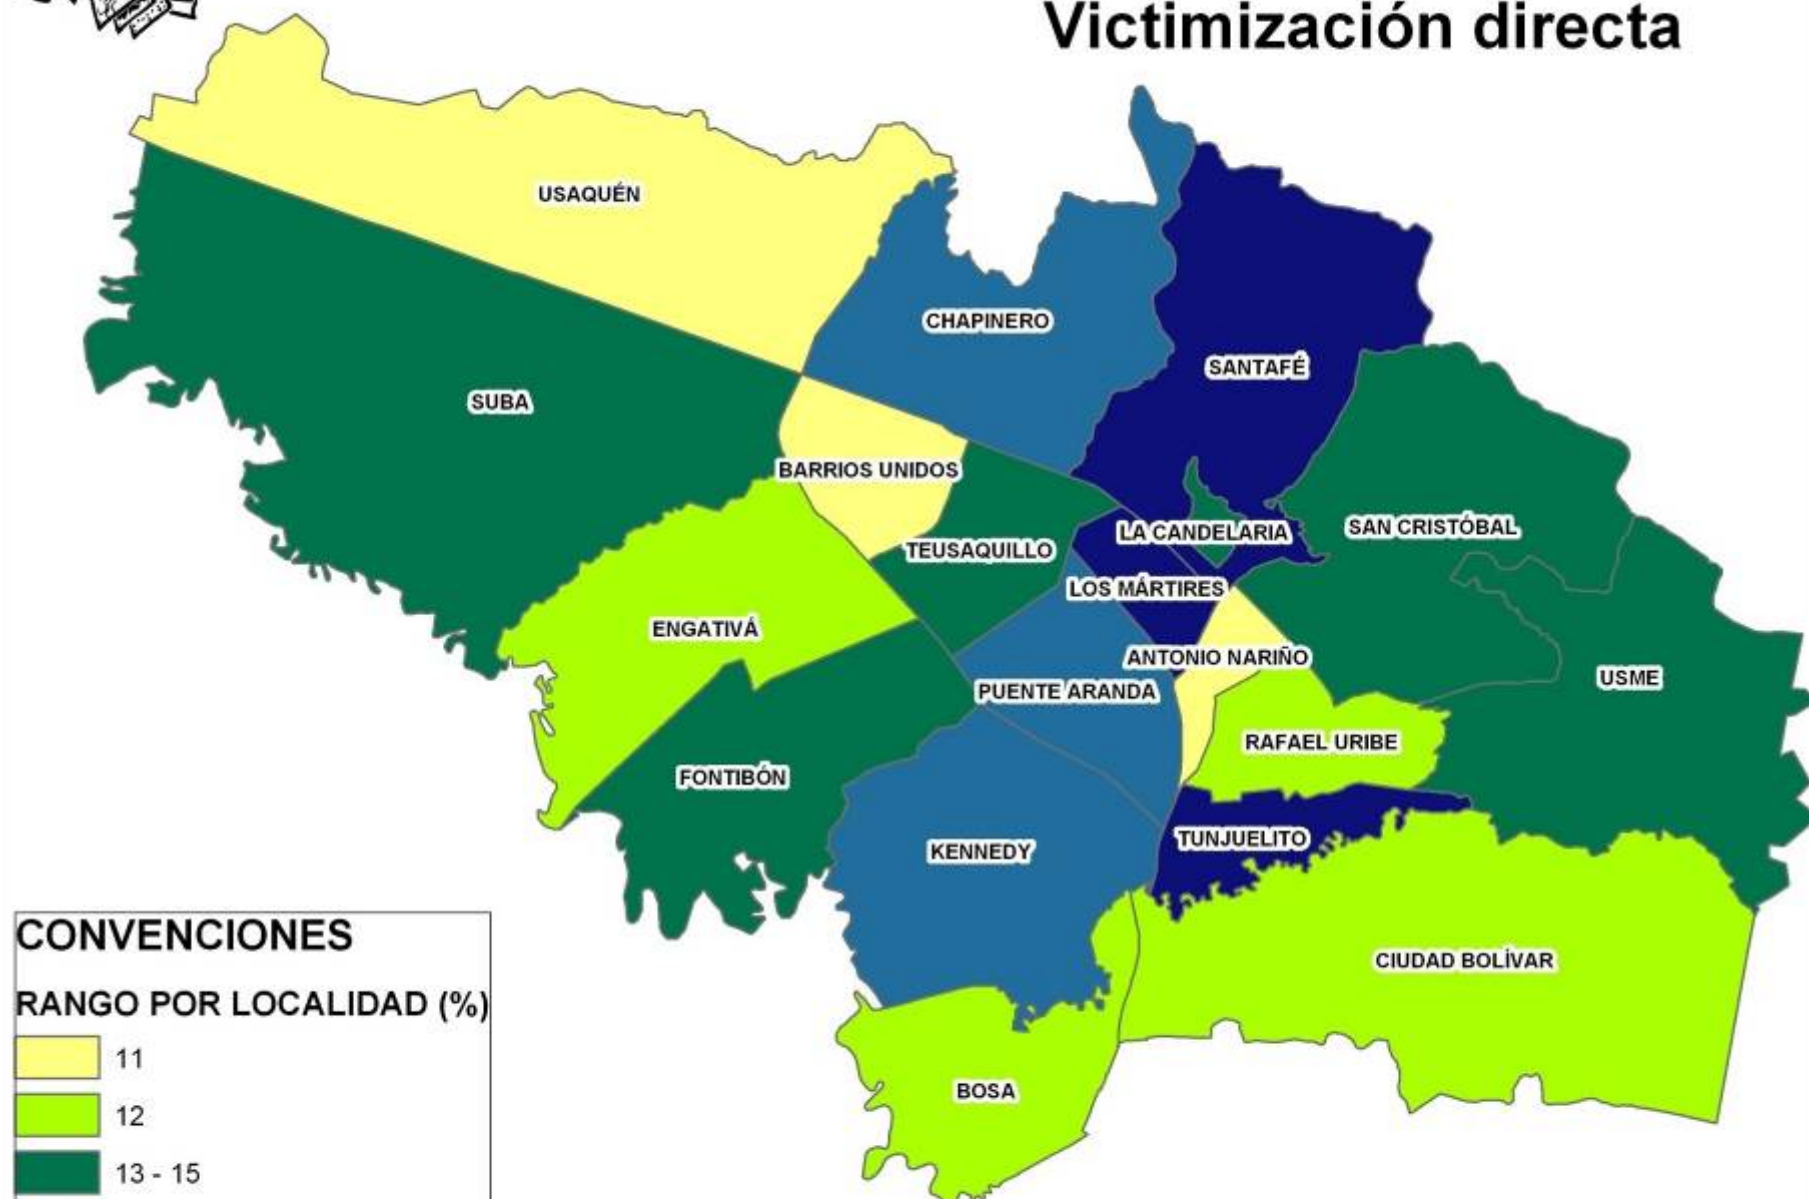 Victimización directa
USAQUÉN
CHAPINERO
SANTAFÉ
SUBA
BARRIOS UNIDOS
LA CANDELARIA
SAN CRISTÓBAL
TEUSAQUILLO
LOS MÁRTIRES
ENGATIVÁ
ANTONIO NARIÑO
USME
PUENTE ARANDA
RAFAEL URIBE
FONTIBÓN
TUNJUELITO
KENNEDY
CIUDAD BOLÍVAR
BOSA
CONVENCIONES
RANGO POR LOCALIDAD (%)
11
12
13 - 15